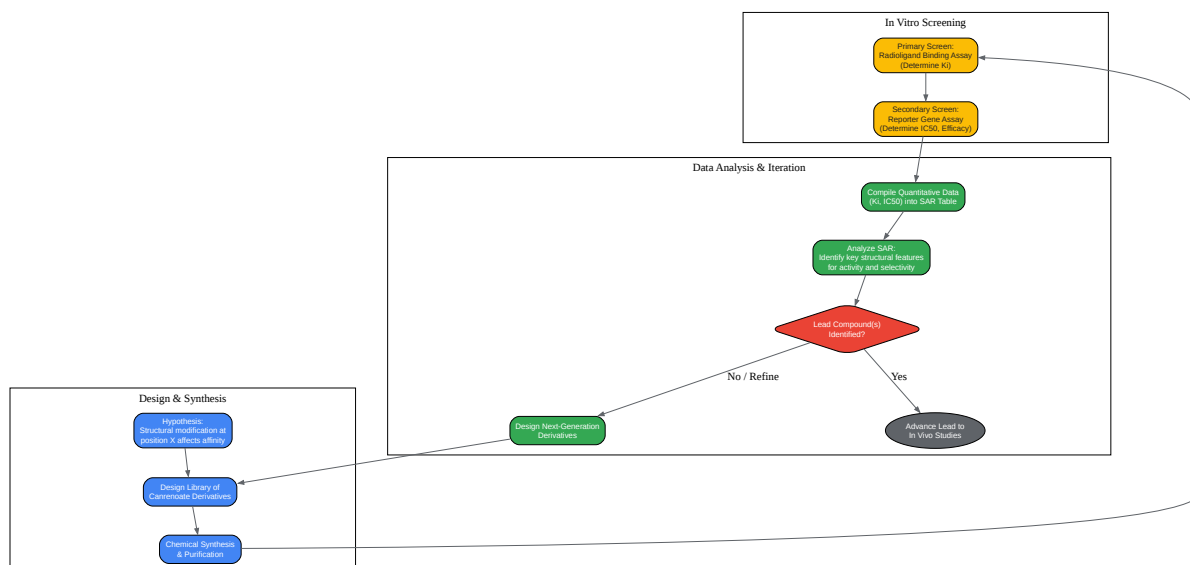 In Vitro Screening
Primary Screen:
Radioligand Binding Assay
(Determine Ki)
Secondary Screen:
Reporter Gene Assay
(Determine IC50, Efficacy)
Data Analysis & Iteration
Compile Quantitative Data
(Ki, IC50) into SAR Table
Analyze SAR:
Identify key structural features
for activity and selectivity
Lead Compound(s)
Identified?
No / Refine
Yes
Design Next-Generation
Derivatives
Advance Lead to
In Vivo Studies
Design & Synthesis
Hypothesis:
Structural modification at
position X affects affinity
Design Library of
Canrenoate Derivatives
Chemical Synthesis
& Purification